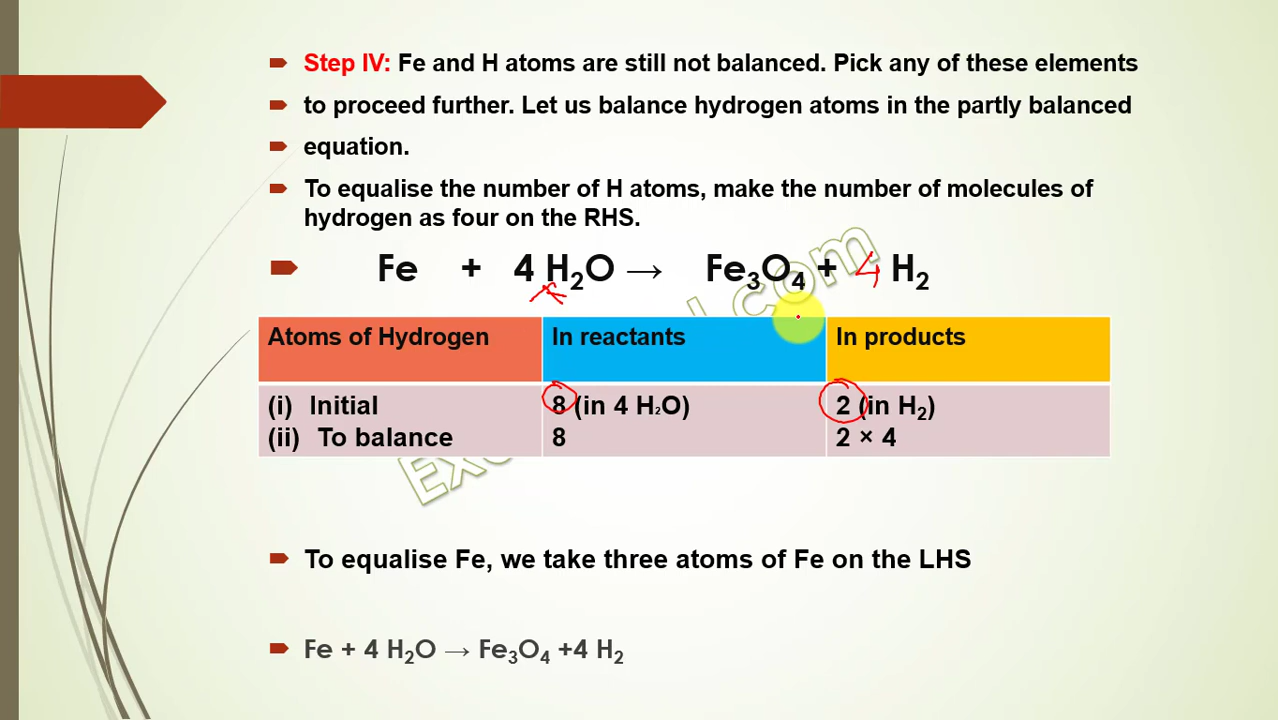 Step IV: Fe and H atoms are still not balanced. Pick any of these elements
to proceed further. Let us balance hydrogen atoms in the partly balanced
equation.
To equalise the number of H atoms, make the number of molecules of
hydrogen as four on the RHS.
Fe + 4 H₂O → Fe₃O₄ + 4 H₂
Atoms of Hydrogen In reactants In products
(i) Initial 8 (in 4 H₂O) 2 (in H₂)
(ii) To balance 8 2 × 4
To equalise Fe, we take three atoms of Fe on the LHS
Fe + 4 H₂O → Fe₃O₄ +4 H₂